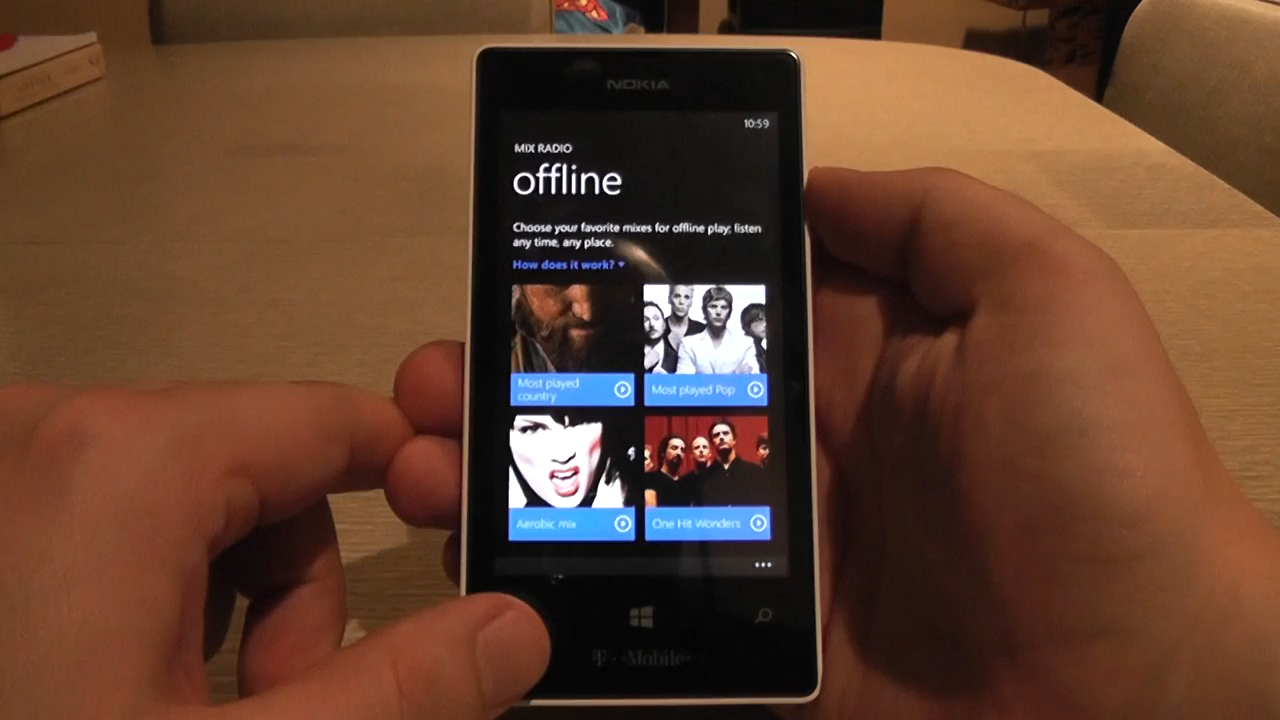 NOKIA
10:59
MIX RADIO
offline
Choose your favorite mixes for offline play; listen
any time, any place.
How does it work?
Most played
country
Most played Pop
Aerobic mix
One Hit Wonders
T··Mobile·